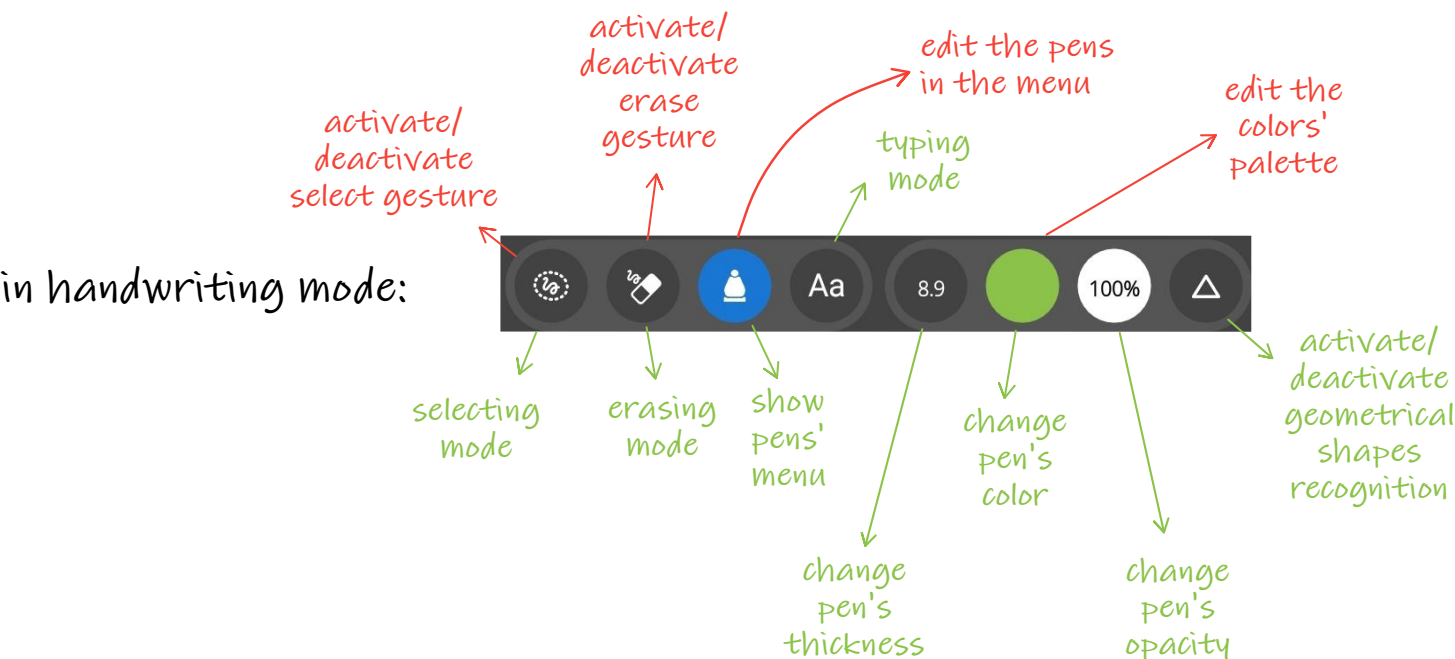 activate/
deactivate
erase
gesture
edit the pens
in the menu
edit the
colors'
palette
activate/
deactivate
select gesture
typing
mode
in handwriting mode:
Aa
8.9
100%
selecting
mode
erasing
mode
show
pens'
menu
change
pen's
color
activate/
deactivate
geometrical
shapes
recognition
change
pen's
thickness
change
pen's
opacity